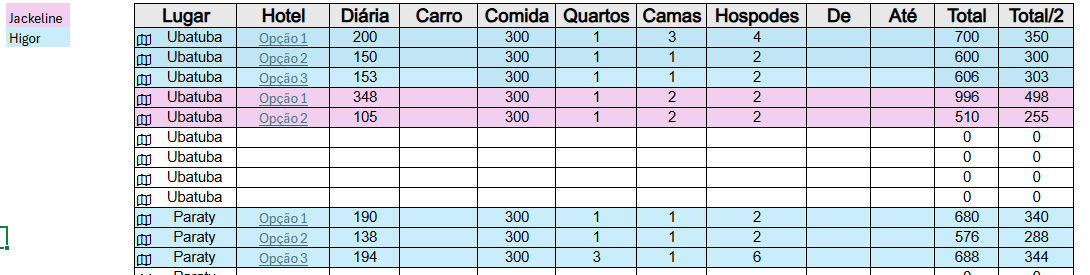 Jackeline
Higor
Lugar Hotel Diária Carro Comida Quartos Camas Hospodes De Até Total Total/2
Ubatuba Opção 1 200 300 1 3 4 700 350
Ubatuba Opção 2 150 300 1 1 2 600 300
Ubatuba Opção 3 153 300 1 1 2 606 303
Ubatuba Opção 1 348 300 1 2 2 996 498
Ubatuba Opção 2 105 300 1 2 2 510 255
Ubatuba 0 0
Ubatuba 0 0
Ubatuba 0 0
Ubatuba 0 0
Paraty Opção 1 190 300 1 1 2 680 340
Paraty Opção 2 138 300 1 1 2 576 288
Paraty Opção 3 194 300 3 1 6 688 344